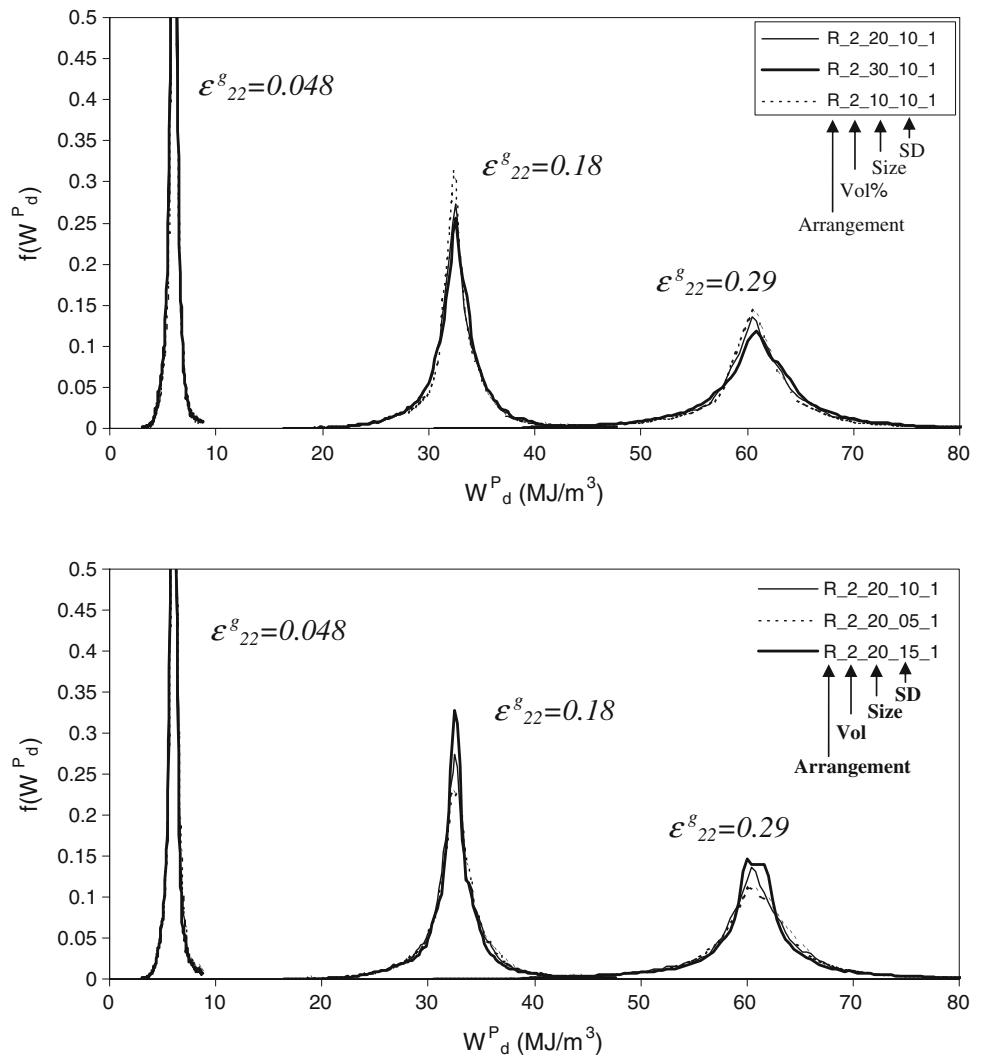 0.5
0.45
0.4
0.35
0.3
0.25
0.2
0.15
0.1
0.05
0
f(W^P_d)
ε^g_22=0.048
ε^g_22=0.18
ε^g_22=0.29
R_2_20_10_1
R_2_30_10_1
R_2_10_10_1
SD
Size
Vol%
Arrangement
0 10 20 30 40 50 60 70 80
W^P_d (MJ/m^3)
0.5
0.45
0.4
0.35
0.3
0.25
0.2
0.15
0.1
0.05
0
f(W^P_d)
ε^g_22=0.048
ε^g_22=0.18
ε^g_22=0.29
R_2_20_10_1
R_2_20_05_1
R_2_20_15_1
SD
Size
Vol
Arrangement
0 10 20 30 40 50 60 70 80
W^P_d (MJ/m^3)